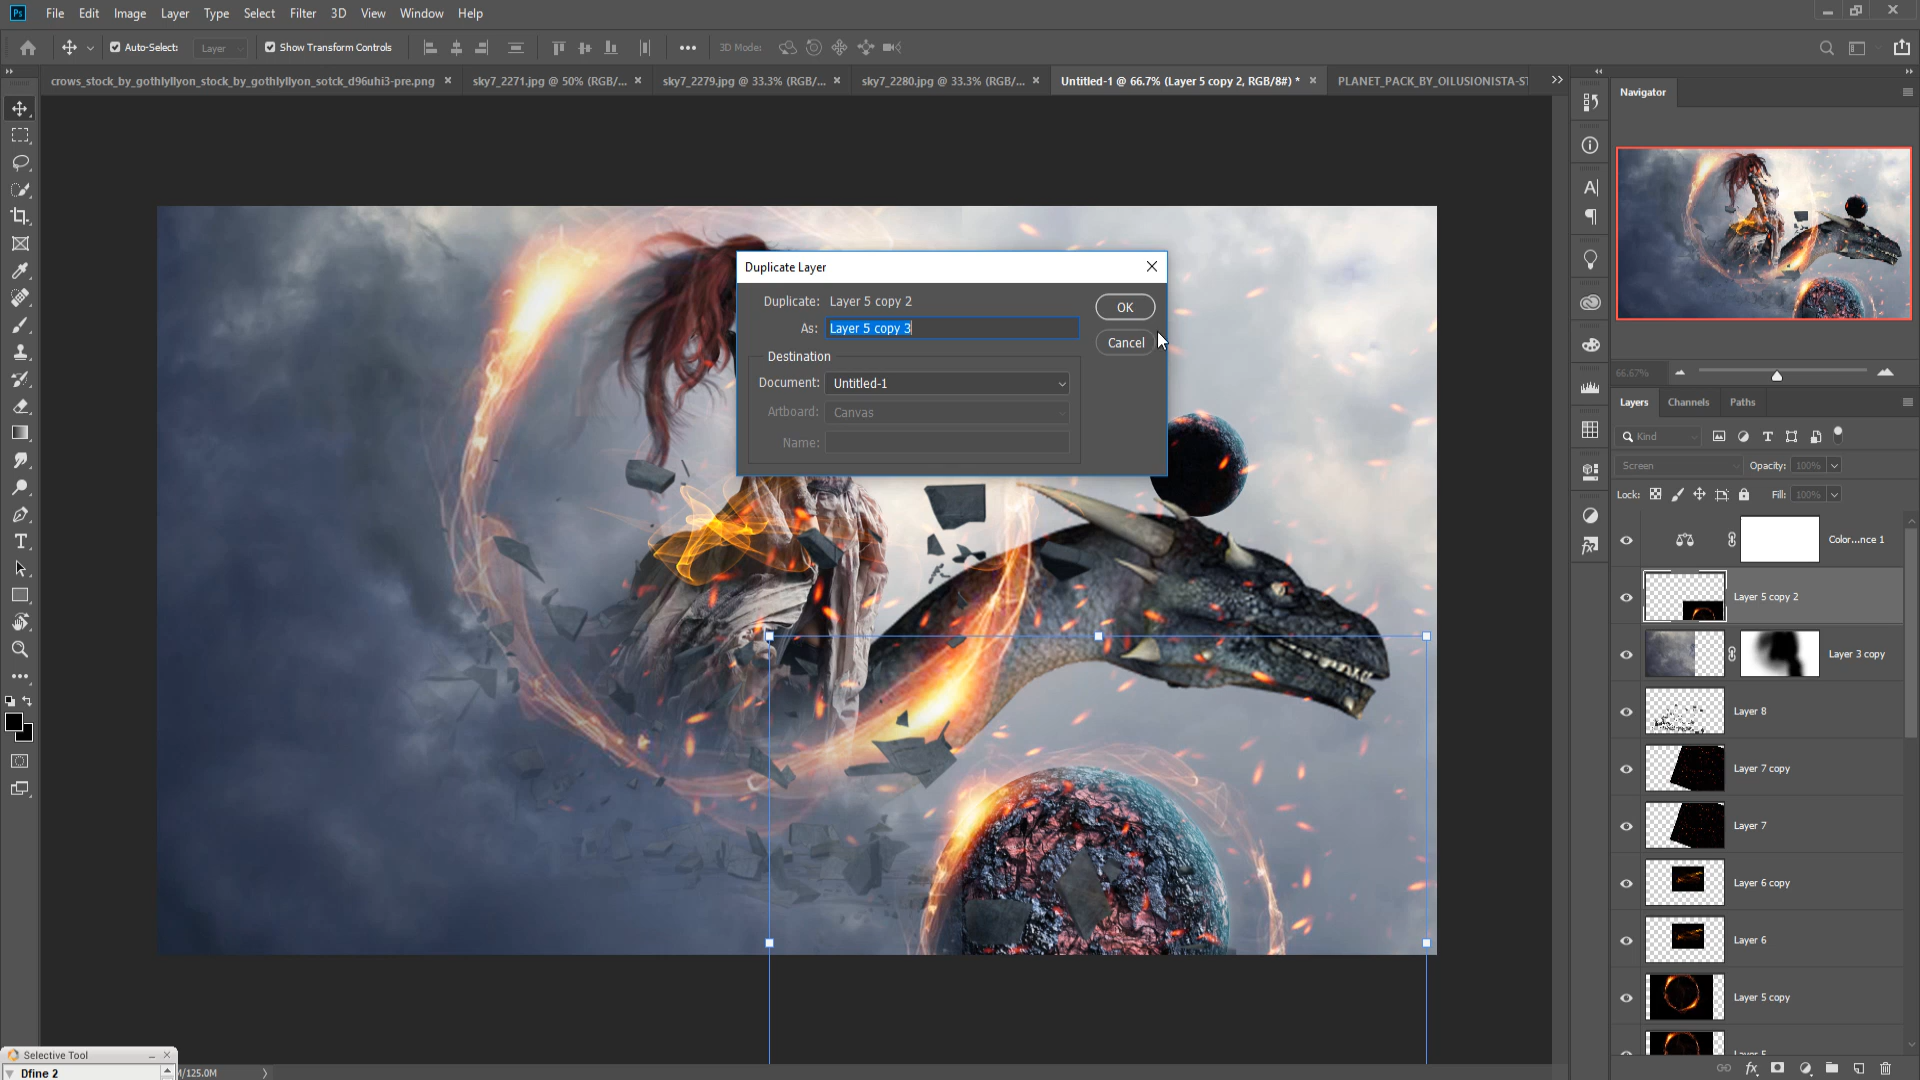 Ps File Edit Image Layer Type Select Filter 3D View Window Help
Auto-Select: Layer Show Transform Controls 3D Mode:
crows_stock_by_gothlyllyon_stock_by_gothlyllyon_sotck_d96uhi3-pre.png × sky7_2271.jpg @ 50% (RGB/... × sky7_2279.jpg @ 33.3% (RGB/... × sky7_2280.jpg @ 33.3% (RGB/... × Untitled-1 @ 66.7% (Layer 5 copy 2, RGB/8#) * × PLANET_PACK_BY_OILUSIONISTA-ST
Navigator
Duplicate Layer
Duplicate: Layer 5 copy 2
OK
As: Layer 5 copy 3
Cancel
Destination
Document: Untitled-1
Artboard: Canvas
Name:
66.67%
Layers Channels Paths
Kind
Screen Opacity: 100%
Lock: Fill: 100%
Color...nce 1
Layer 5 copy 2
Layer 3 copy
Layer 8
Layer 7 copy
Layer 7
Layer 6 copy
Layer 6
Layer 5 copy
Layer 5
Selective Tool
Dfine 2
M/125.0M